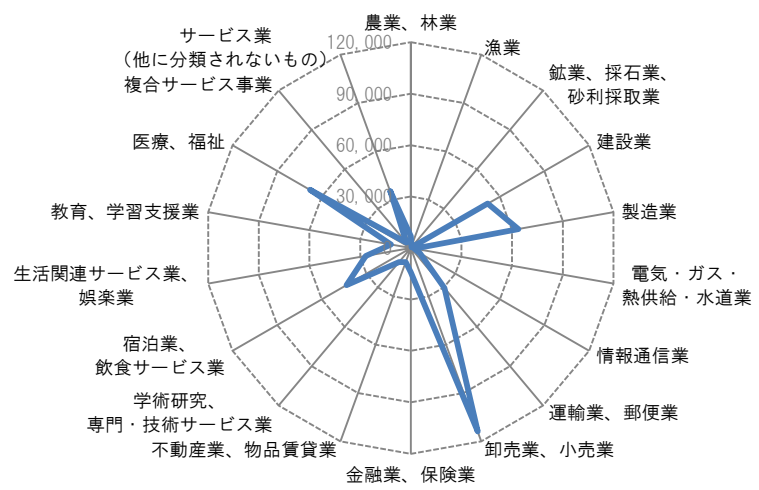 農業、林業
漁業
鉱業、採石業、
砂利採取業
建設業
製造業
電気・ガス・
熱供給・水道業
情報通信業
運輸業、郵便業
卸売業、小売業
金融業、保険業
不動産業、物品賃貸業
学術研究、
専門・技術サービス業
宿泊業、
飲食サービス業
生活関連サービス業、
娯楽業
教育、学習支援業
医療、福祉
複合サービス事業
サービス業
（他に分類されないもの）
120,000
90,000
60,000
30,000
0